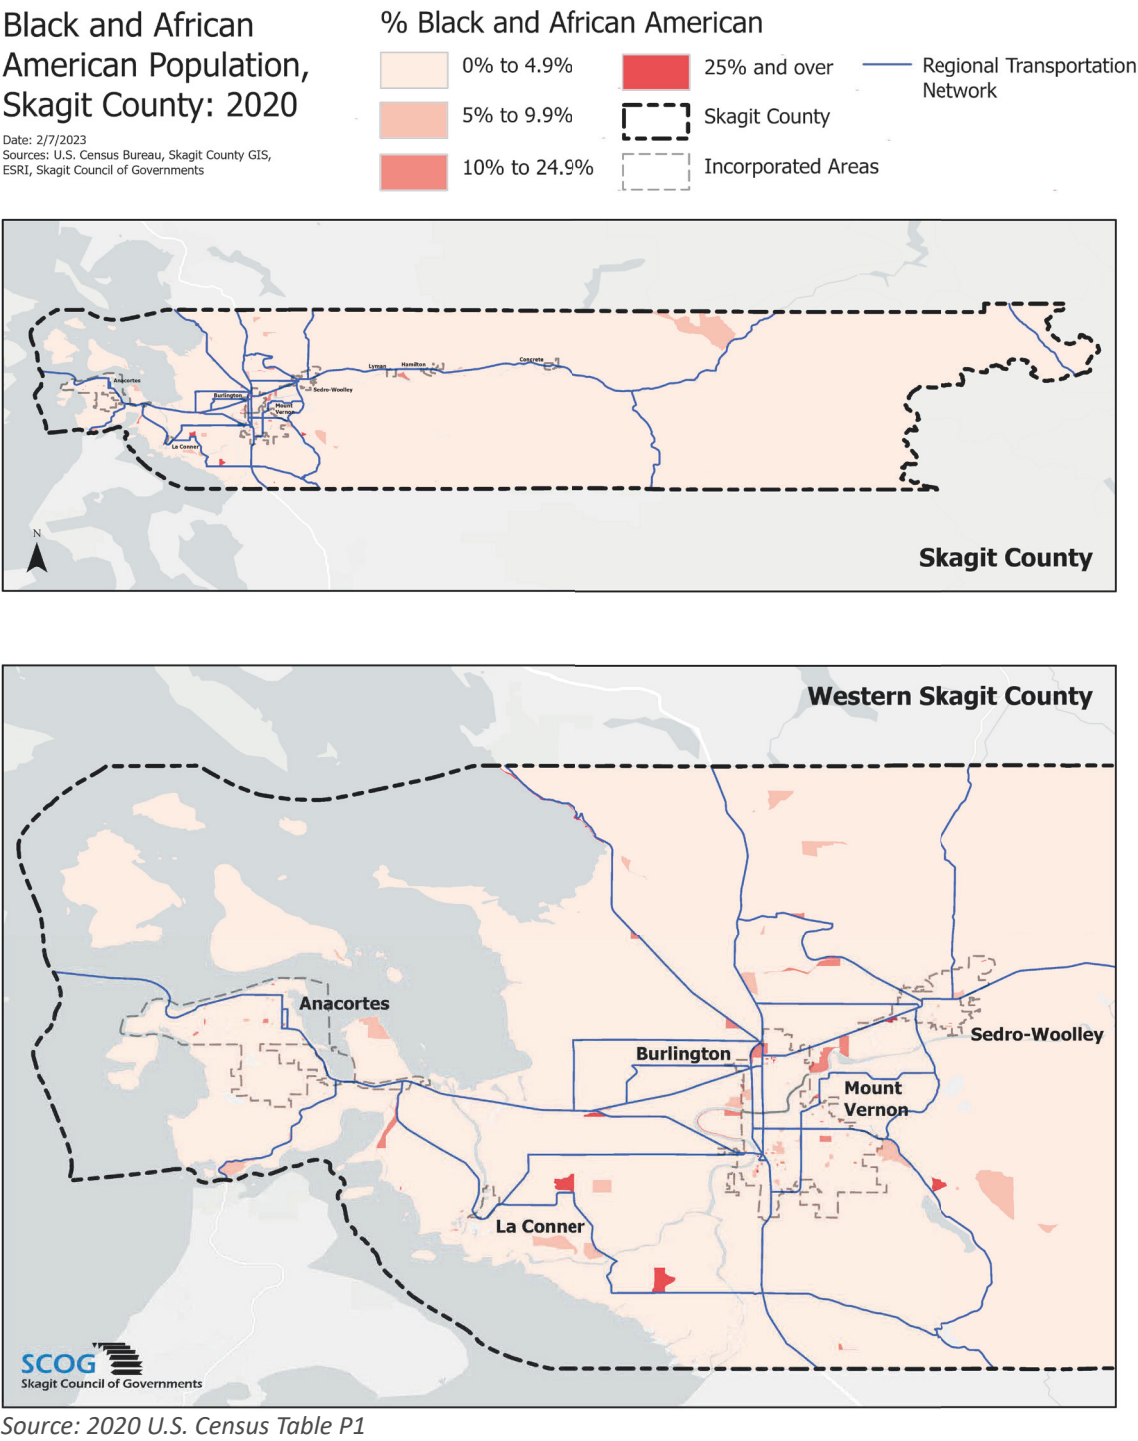 Black and African
American Population,
Skagit County: 2020
Date: 2/7/2023
Sources: U.S. Census Bureau, Skagit County GIS,
ESRI, Skagit Council of Governments
% Black and African American
0% to 4.9%
5% to 9.9%
10% to 24.9%
25% and over
Skagit County
Incorporated Areas
Regional Transportation
Network
Anacortes
Burlington
Mount
Vernon
La Conner
Sedro-Woolley
Lyman
Hamilton
Concrete
N
Skagit County
Western Skagit County
Anacortes
Burlington
Sedro-Woolley
Mount
Vernon
La Conner
SCOG
Skagit Council of Governments
Source: 2020 U.S. Census Table P1